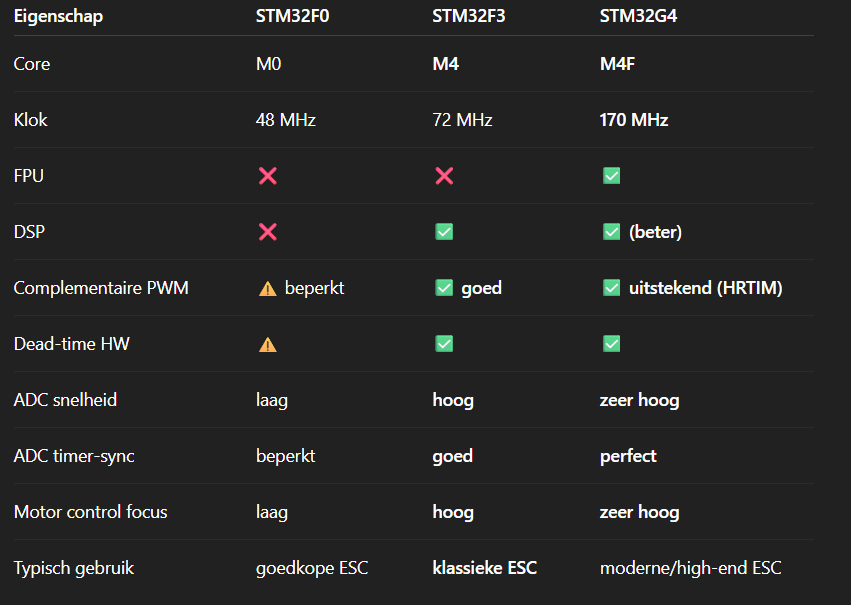 Eigenschap STM32F0 STM32F3 STM32G4
Core M0 M4 M4F
Klok 48 MHz 72 MHz 170 MHz
FPU ❌ ❌ ✅
DSP ❌ ✅ ✅ (beter)
Complementaire PWM ⚠️ beperkt ✅ goed ✅ uitstekend (HRTIM)
Dead-time HW ⚠️ ✅ ✅
ADC snelheid laag hoog zeer hoog
ADC timer-sync beperkt goed perfect
Motor control focus laag hoog zeer hoog
Typisch gebruik goedkope ESC klassieke ESC moderne/high-end ESC